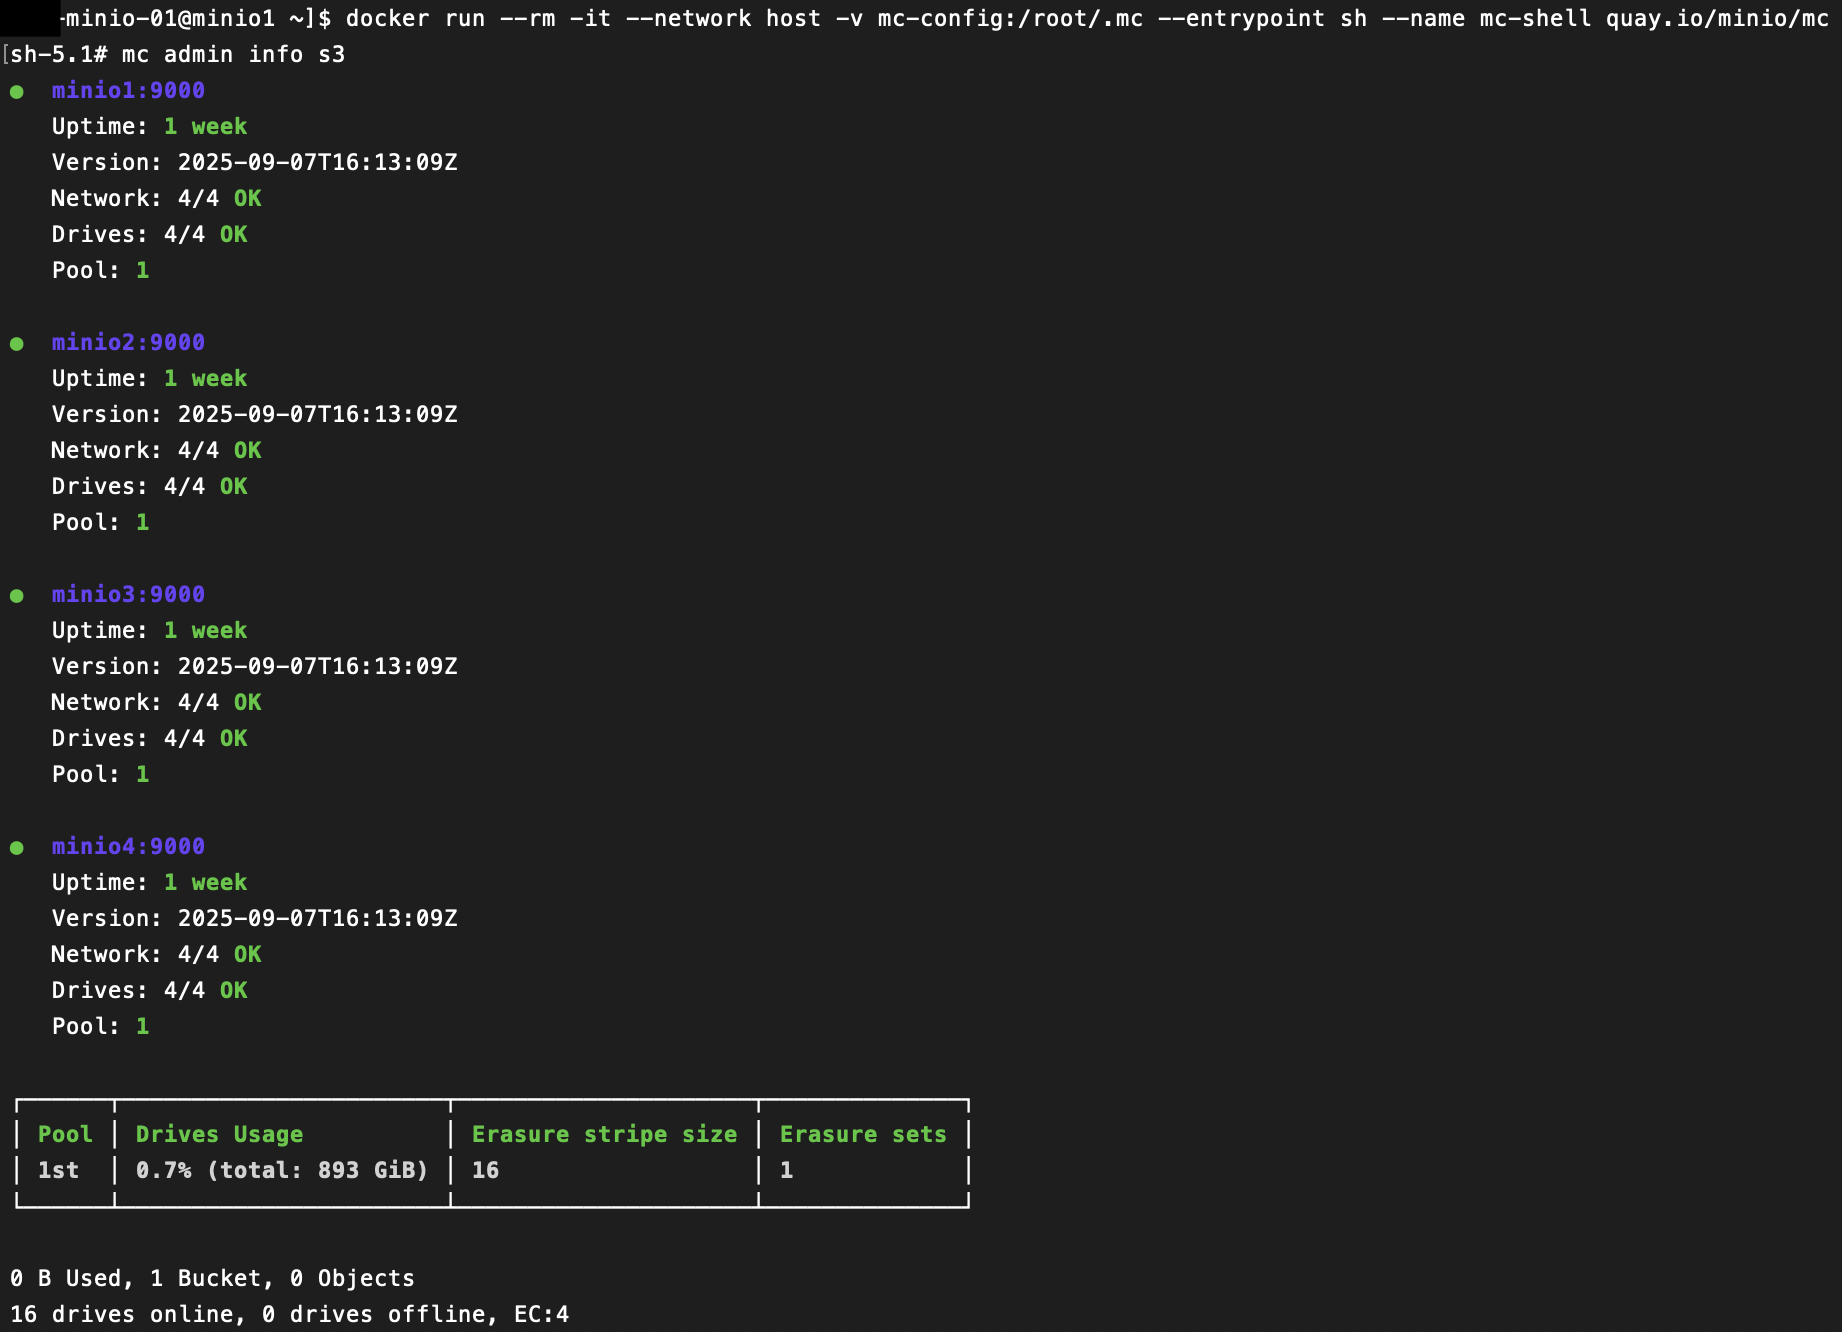 -minio-01@minio1 ~]$ docker run --rm -it --network host -v mc-config:/root/.mc --entrypoint sh --name mc-shell quay.io/minio/mc
[sh-5.1# mc admin info s3
● minio1:9000
Uptime: 1 week
Version: 2025-09-07T16:13:09Z
Network: 4/4 OK
Drives: 4/4 OK
Pool: 1
● minio2:9000
Uptime: 1 week
Version: 2025-09-07T16:13:09Z
Network: 4/4 OK
Drives: 4/4 OK
Pool: 1
● minio3:9000
Uptime: 1 week
Version: 2025-09-07T16:13:09Z
Network: 4/4 OK
Drives: 4/4 OK
Pool: 1
● minio4:9000
Uptime: 1 week
Version: 2025-09-07T16:13:09Z
Network: 4/4 OK
Drives: 4/4 OK
Pool: 1
Pool Drives Usage Erasure stripe size Erasure sets
1st 0.7% (total: 893 GiB) 16 1
0 B Used, 1 Bucket, 0 Objects
16 drives online, 0 drives offline, EC:4